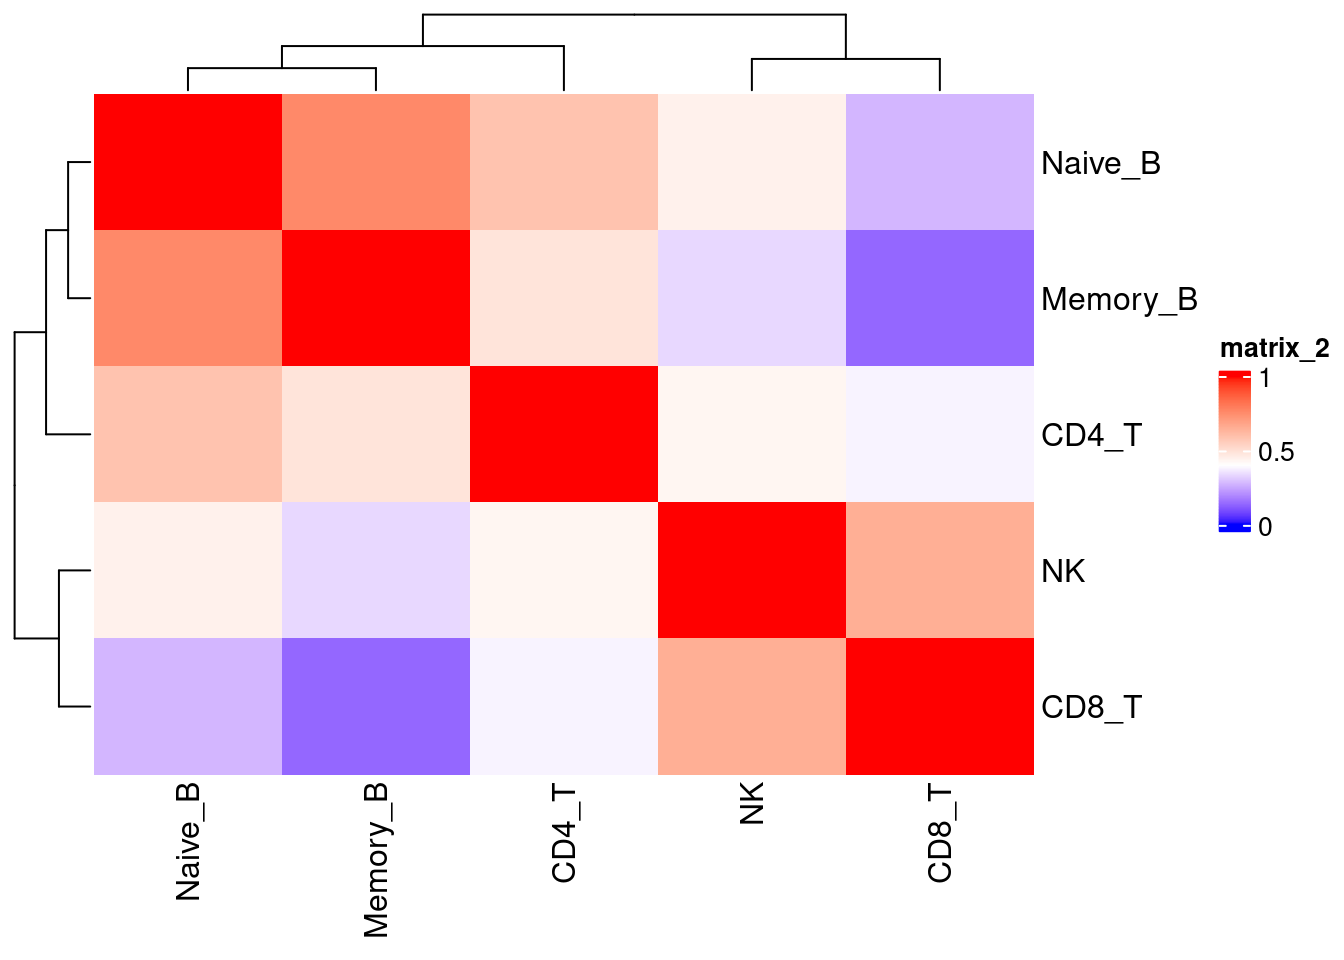 Naive_B
Memory_B
CD4_T
NK
CD8_T
matrix_2
1
0.5
0
Naive_B
Memory_B
CD4_T
NK
CD8_T